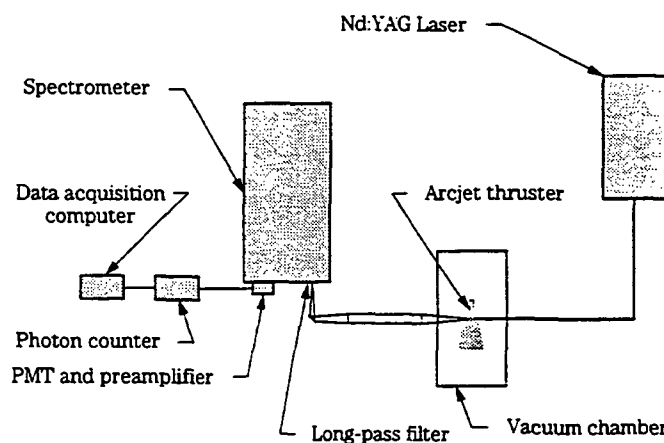 Nd:YAG Laser
Spectrometer
Data acquisition
computer
Arcjet thruster
Photon counter
PMT and preamplifier
Long-pass filter
Vacuum chamber